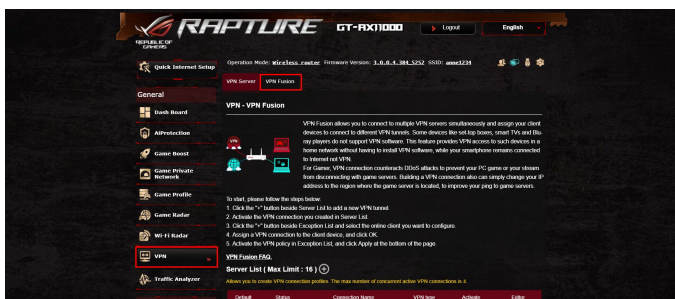 REPUBLIC OF GAMERS
RAPTURE GT-AX11000 Logout English
Quick Internet Setup
General
Dash Board
AiProtection
Game Boost
Game Private Network
Game Profile
Game Radar
Wi-Fi Radar
VPN
Traffic Analyzer
Operation Mode: Wireless router Firmware Version: 3.0.0.4.384_5252 SSID: anne1234
VPN Server VPN Fusion
VPN - VPN Fusion
VPN
VPN Fusion allows you to connect to multiple VPN servers simultaneously and assign your client
devices to connect to different VPN tunnels. Some devices like set-top boxes, smart TVs and Blu-
ray players do not support VPN software. This feature provides VPN access to such devices in a
home network without having to install VPN software, while your smartphone remains connected
to Internet not VPN.
For Gamer, VPN connection counteracts DDoS attacks to prevent your PC game or your stream
from disconnecting with game servers. Building a VPN connection also can simply change your IP
address to the region where the game server is located, to improve your ping to game servers.
To start, please follow the steps below:
1. Click the "+" button beside Server List to add a new VPN tunnel.
2. Activate the VPN connection you created in Server List.
3. Click the "+" button beside Exception List and select the online client you want to configure.
4. Assign a VPN connection to the client device, and click OK.
5. Activate the VPN policy in Exception List, and click Apply at the bottom of the page.
VPN Fusion FAQ.
Server List ( Max Limit : 16 )
Allows you to create VPN connection profiles. The max number of concurrent active VPN connections is 4.
Default Status Connection Name VPN type Activate Editor